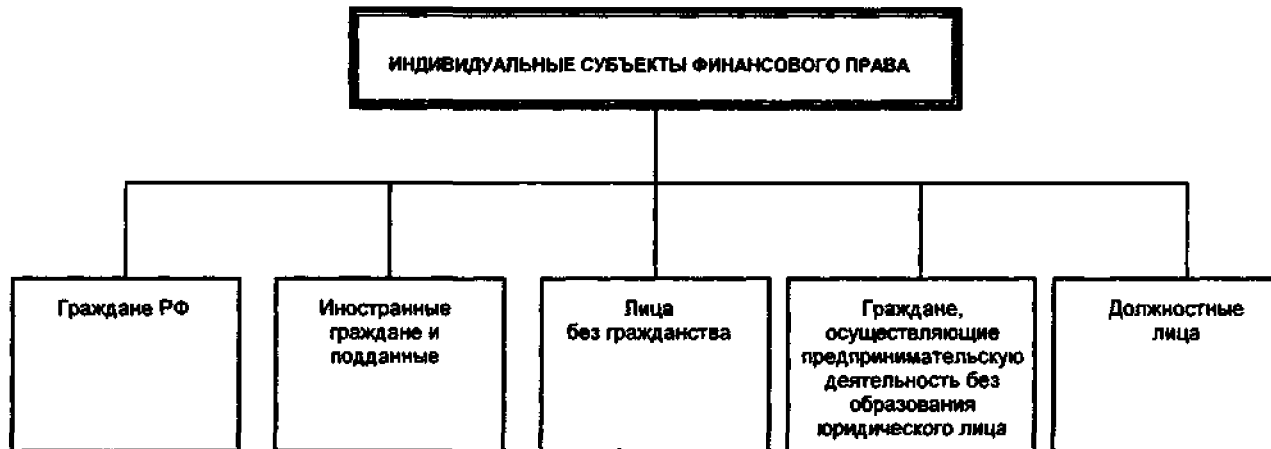 ИНДИВИДУАЛЬНЫЕ СУБЪЕКТЫ ФИНАНСОВОГО ПРАВА
Граждане РФ
Иностранные
граждане и
подданные
Лица
без гражданства
Граждане,
осуществляющие
предпринимательскую
деятельность без
образования
юридического лица
Должностные
лица